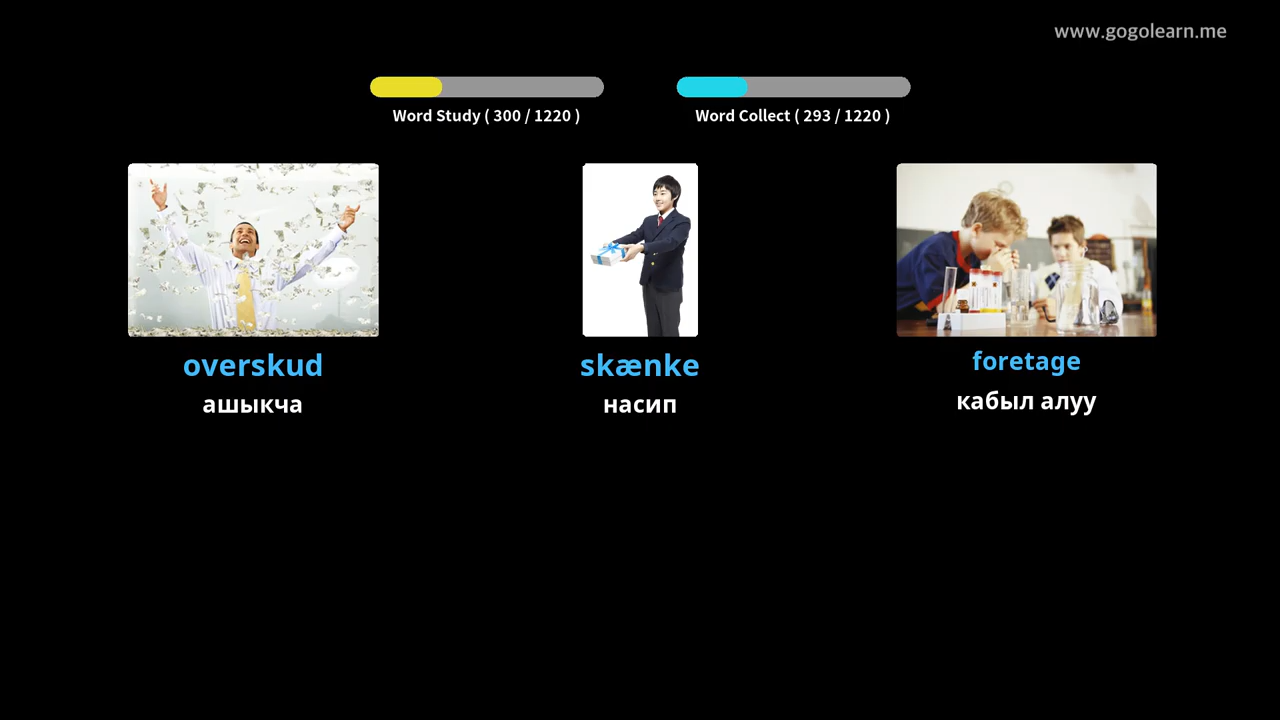 www.gogolearn.me
Word Study ( 300 / 1220 )
Word Collect ( 293 / 1220 )
overskud
skænke
foretage
ашыкча
насип
кабыл алуу